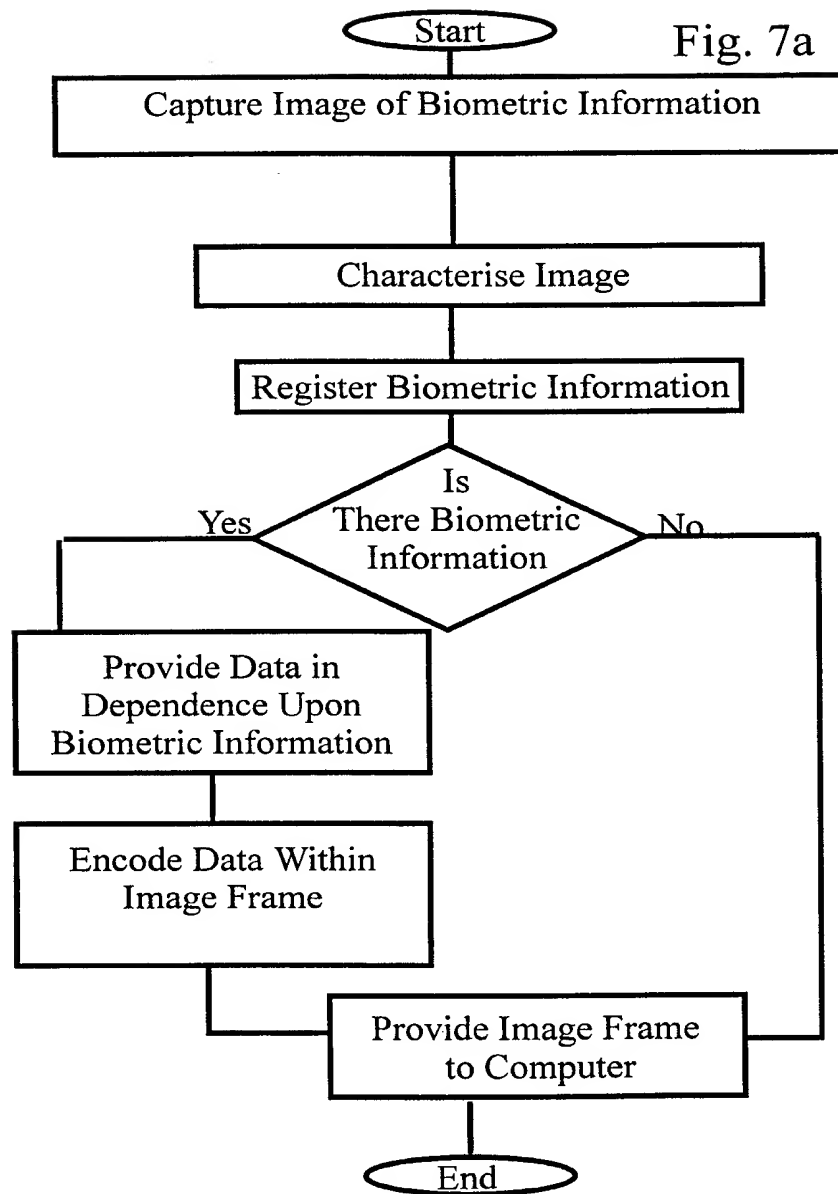 Start
Fig. 7a
Capture Image of Biometric Information
Characterise Image
Register Biometric Information
Is
There Biometric
Information
Yes
No
Provide Data in
Dependence Upon
Biometric Information
Encode Data Within
Image Frame
Provide Image Frame
to Computer
End